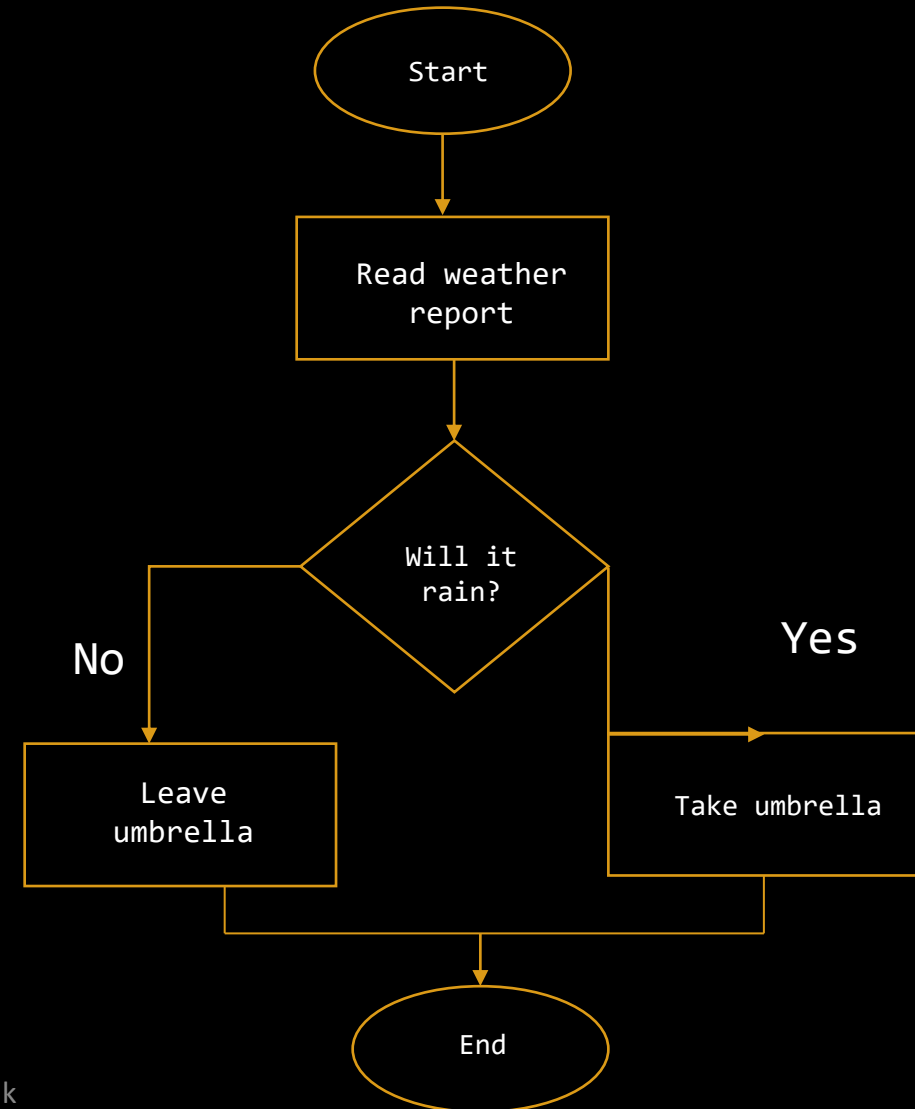 Start
Read weather
report
Will it
rain?
No
Yes
Leave
umbrella
Take umbrella
End
k